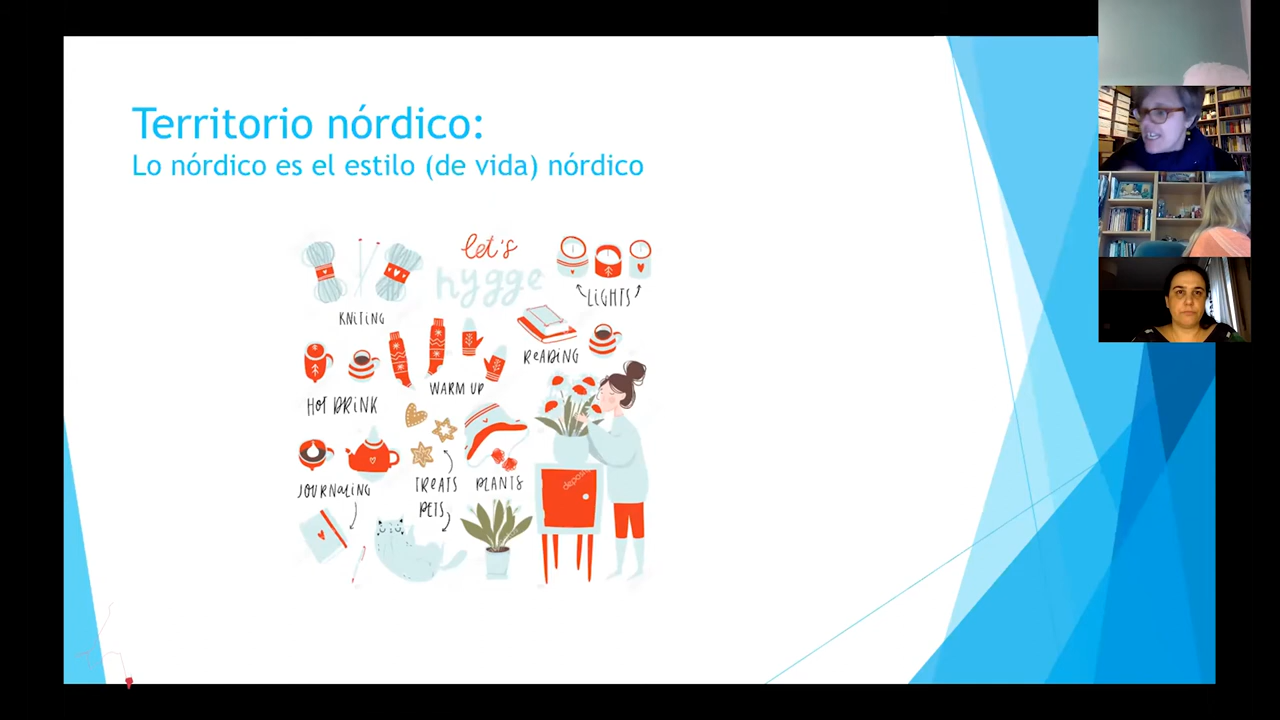 Territorio nórdico:
Lo nórdico es el estilo (de vida) nórdico
let's
hygge
LIGHTS
KNITING
READING
WARM UP
HOT DRINK
JOURNALING
TREATS
PLANTS
PETS